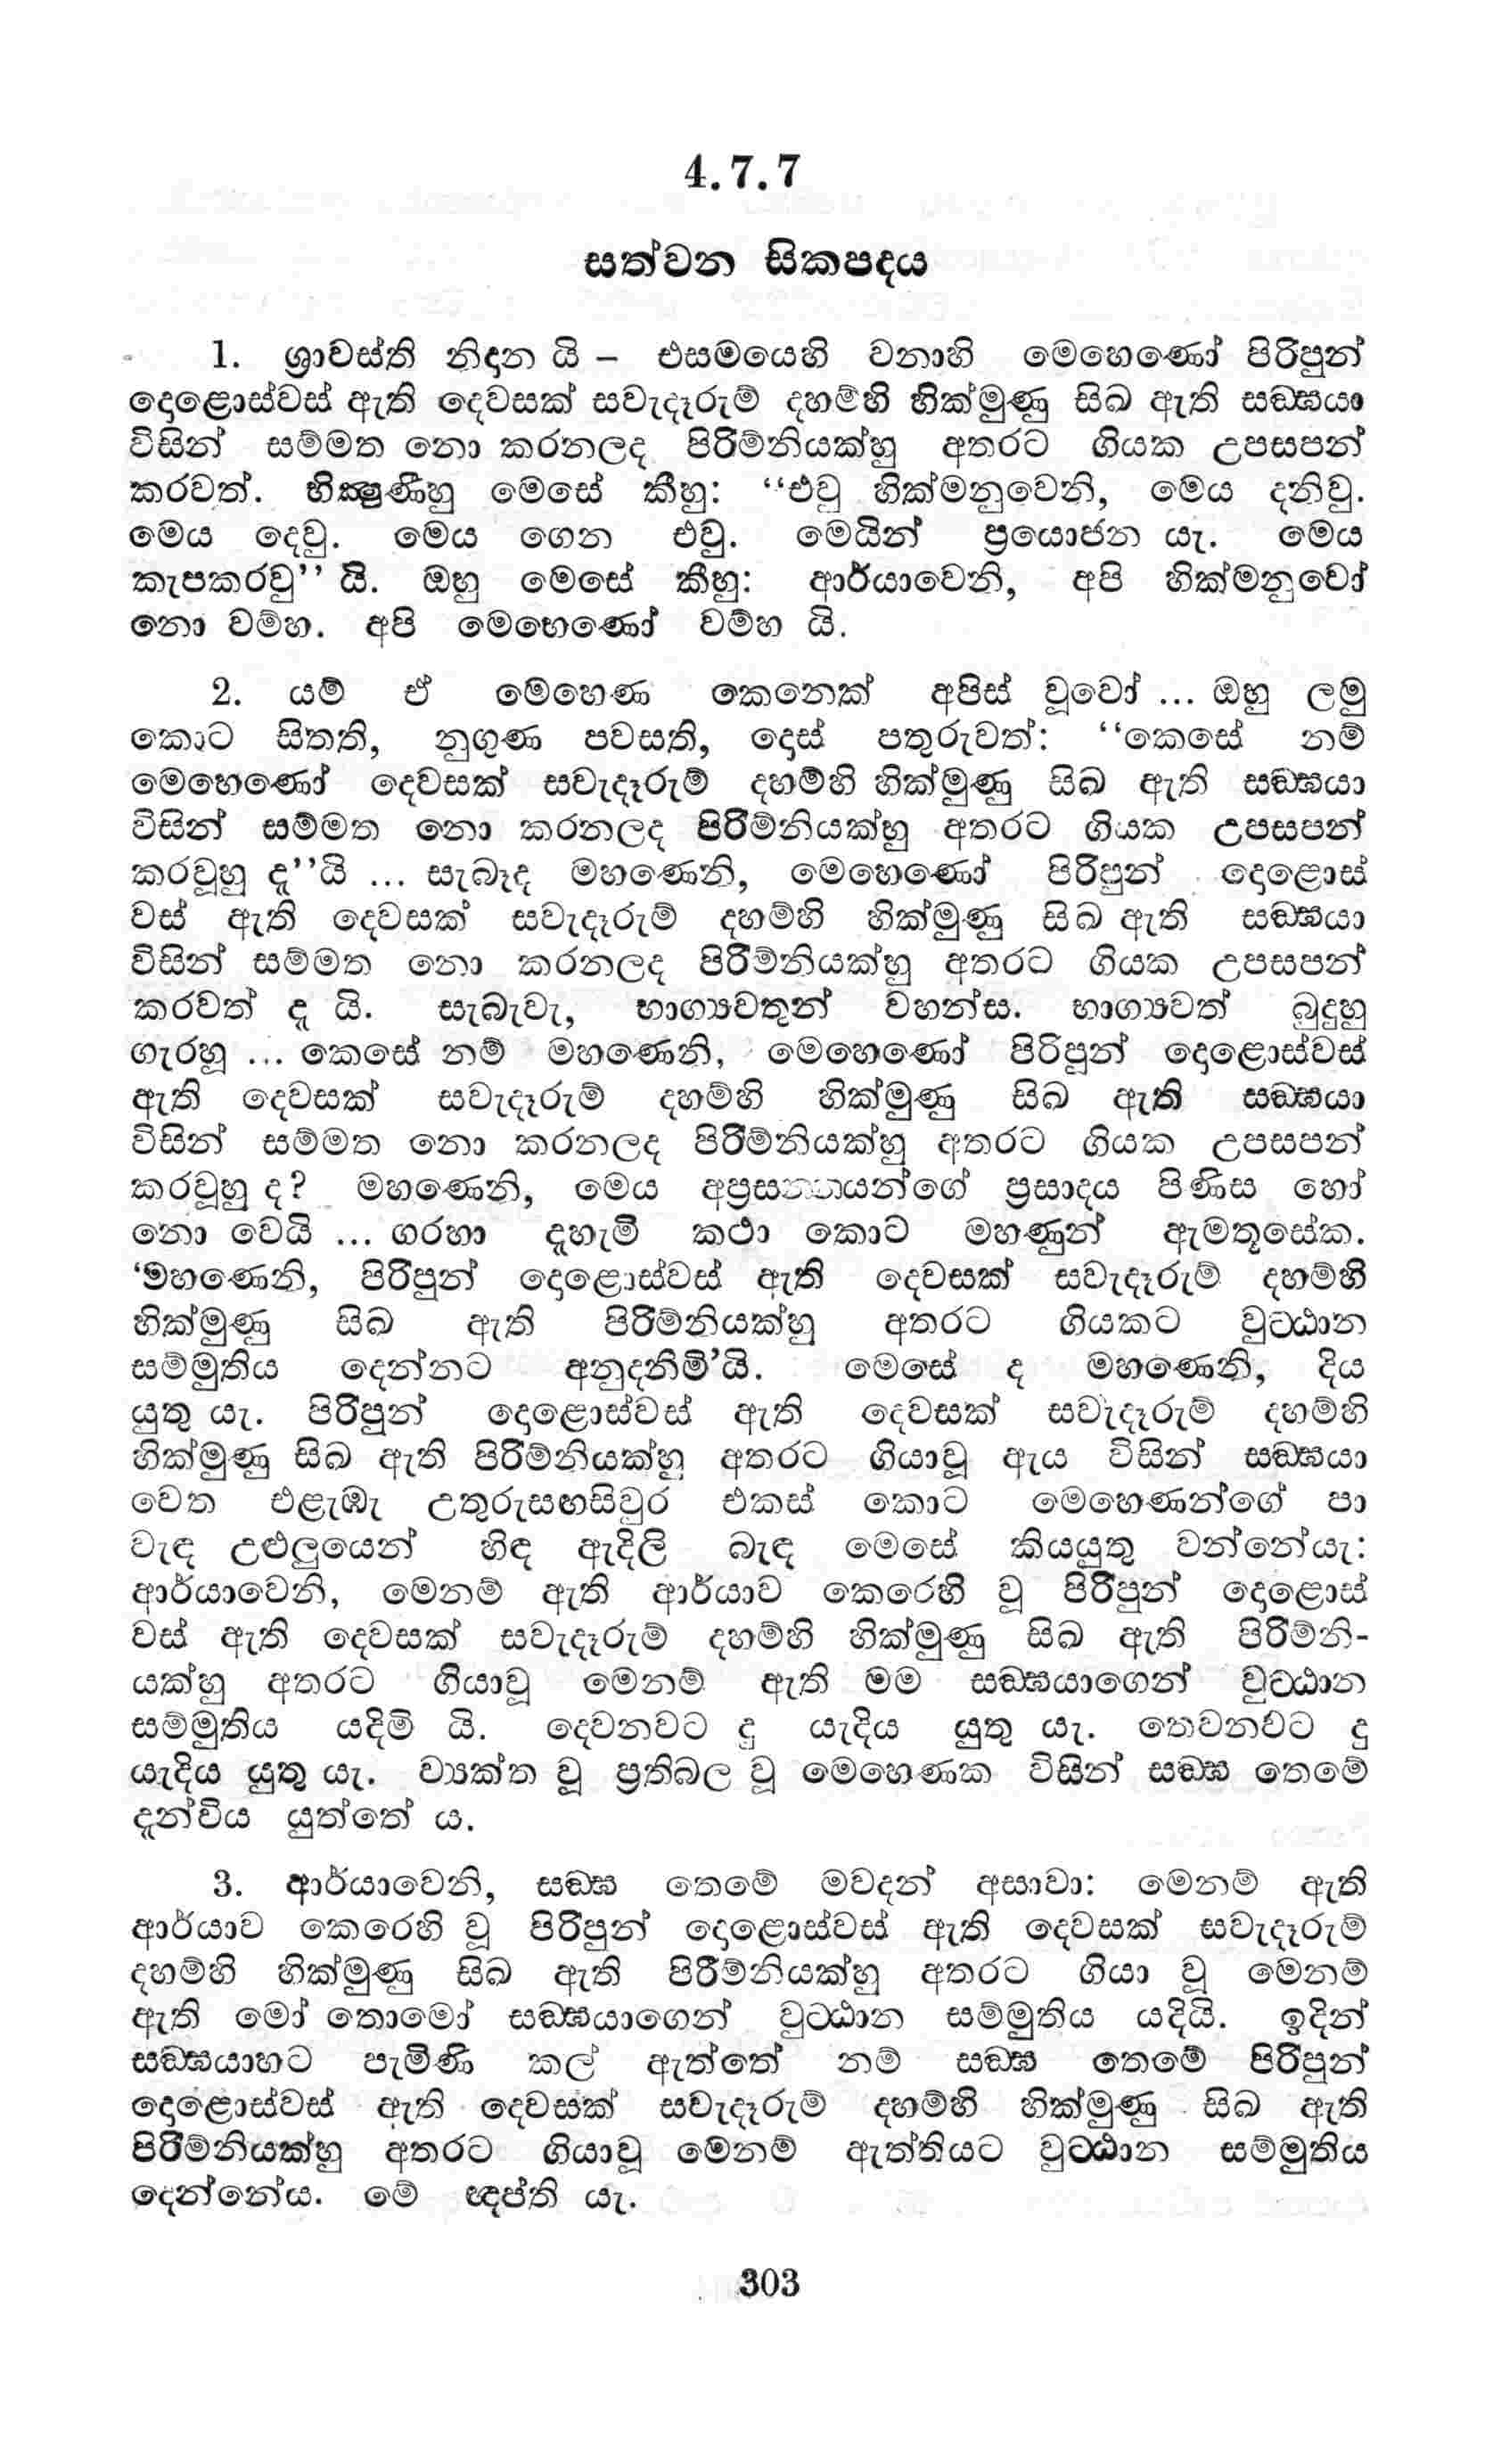 4.7.7
සත්වන සිකපදය
1. ශ්‍රාවස්ති නිදාන යි – එසමයෙහි වනාහි මෙහෙණෝ පිරිපුන්
දෙළොස්වස් ඇති දෙවසක් සවැදෑරුම් දහම්හි හික්මුණු සිඛ ඇති සඞ්ඝයා
විසින් සම්මත නො කරනලද පිරිම්නියක්හු අතරට ගියක උපසපන්
කරවත්. භික්‍ෂුණීහු මෙසේ කීහු: “එවු හික්මනුවෙනි, මෙය දනිවු.
මෙය දෙවු. මෙය ගෙන එවු. මෙයින් ප්‍රයොජන යැ. මෙය
කැපකරවු” යි. ඔහු මෙසේ කීහු: ආර්යාවෙනි, අපි හික්මනුවෝ
නො වම්හ. අපි මෙහෙණෝ වම්හ යි.
2. යම් ඒ මෙහෙණ කෙනෙක් අපිස් වූවෝ ... ඔහු ලමු
කොට සිතති, නුගුණ පවසති, දොස් පතුරුවත්: “කෙසේ නම්
මෙහෙණෝ දෙවසක් සවැදෑරුම් දහම්හි හික්මුණු සිඛ ඇති සඞ්ඝයා
විසින් සම්මත නො කරනලද පිරිම්නියක්හු අතරට ගියක උපසපන්
කරවූහු දැ”යි ... සැබෑද මහණෙනි, මෙහෙණෝ පිරිපුන් දෙළොස්
වස් ඇති දෙවසක් සවැදෑරුම් දහම්හි හික්මුණු සිඛ ඇති සඞ්ඝයා
විසින් සම්මත නො කරනලද පිරිම්නියක්හු අතරට ගියක උපසපන්
කරවත් දැ යි. සැබැවැ, භාග්‍යවතුන් වහන්ස. භාග්‍යවත් බුදුහු
ගැරහූ ... කෙසේ නම් මහණෙනි, මෙහෙණෝ පිරිපුන් දෙළොස්වස්
ඇති දෙවසක් සවැදෑරුම් දහම්හි හික්මුණු සිඛ ඇති සඞ්ඝයා
විසින් සම්මත නො කරනලද පිරිම්නියක්හු අතරට ගියක උපසපන්
කරවූහු ද? මහණෙනි, මෙය අප්‍රසන්නයන්ගේ ප්‍රසාදය පිණිස හෝ
නො වෙයි ... ගරහා දැහැමි කථා කොට මහණුන් ඇමතූසේක.
‘මහණෙනි, පිරිපුන් දෙළොස්වස් ඇති දෙවසක් සවැදෑරුම් දහම්හි
හික්මුණු සිඛ ඇති පිරිම්නියක්හු අතරට ගියකට වුට්ඨාන
සම්මුතිය දෙන්නට අනුදනිමි’යි. මෙසේ ද මහණෙනි, දිය
යුතු යැ. පිරිපුන් දෙළොස්වස් ඇති දෙවසක් සවැදෑරුම් දහම්හි
හික්මුණු සිඛ ඇති පිරිම්නියක්හු අතරට ගියාවූ ඇය විසින් සඞ්ඝයා
වෙත එළැඹැ උතුරුසඟසිවුර එකස් කොට මෙහෙණන්ගේ පා
වැඳ උළුලුයෙන් හිඳ ඇදිලි බැඳ මෙසේ කියයුතු වන්නේයැ:
ආර්යාවෙනි, මෙනම් ඇති ආර්යාව කෙරෙහි වූ පිරිපුන් දෙළොස්
වස් ඇති දෙවසක් සවැදෑරුම් දහම්හි හික්මුණු සිඛ ඇති පිරිම්නි-
යක්හු අතරට ගියාවූ මෙනම් ඇති මම සඞ්ඝයාගෙන් වුට්ඨාන
සම්මුතිය යදිමි යි. දෙවනවට ද යැදිය යුතු යැ. තෙවනවට ද
යැදිය යුතු යැ. ව්‍යක්ත වූ ප්‍රතිබල වූ මෙහෙණක විසින් සඞ්ඝ තෙමේ
දැන්විය යුත්තේ ය.
3. ආර්යාවෙනි, සඞ්ඝ තෙමේ මවදන් අසාවා: මෙනම් ඇති
ආර්යාව කෙරෙහි වූ පිරිපුන් දෙළොස්වස් ඇති දෙවසක් සවැදෑරුම්
දහම්හි හික්මුණු සිඛ ඇති පිරිම්නියක්හු අතරට ගියා වූ මෙනම්
ඇති මෝ තොමෝ සඞ්ඝයාගෙන් වුට්ඨාන සම්මුතිය යදියි. ඉදින්
සඞ්ඝයාහට පැමිණි කල් ඇත්තේ නම් සඞ්ඝ තෙමේ පිරිපුන්
දෙළොස්වස් ඇති දෙවසක් සවැදෑරුම් දහම්හි හික්මුණු සිඛ ඇති
පිරිම්නියක්හු අතරට ගියාවූ මෙනම් ඇත්තියට වුට්ඨාන සම්මුතිය
දෙන්නේය. මේ ඥප්ති යැ.
303